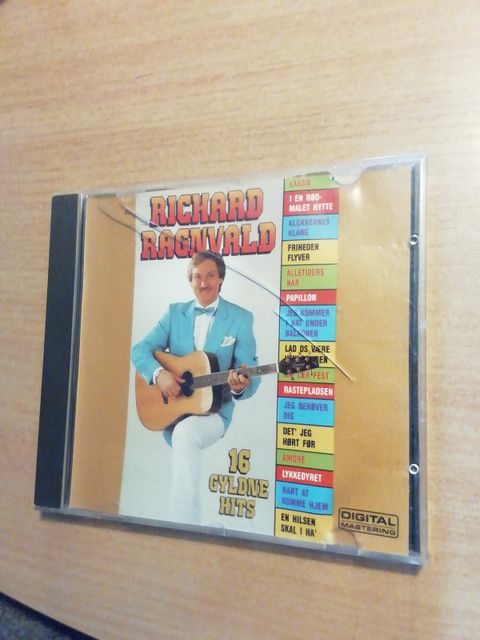 RICHARD
RAGNVALD
LASSIE
I EN RØD-
MALET HYTTE
KLOKKERNES
KLANG
FRIHEDEN
FLYVER
ALLETIDERS
NAR
PAPILLON
JEG KOMMER
I NAT UNDER
BALKONEN
LAD OS VÆRE
FEST
RASTEPLADSEN
JEG BEHØVER
DIG
DET' JEG
HØRT FØR
AMORE
LYKKEDYRET
RART AT
KOMME HJEM
EN HILSEN
SKAL I HA'
16
GYLDNE
HITS
DIGITAL
MASTERING